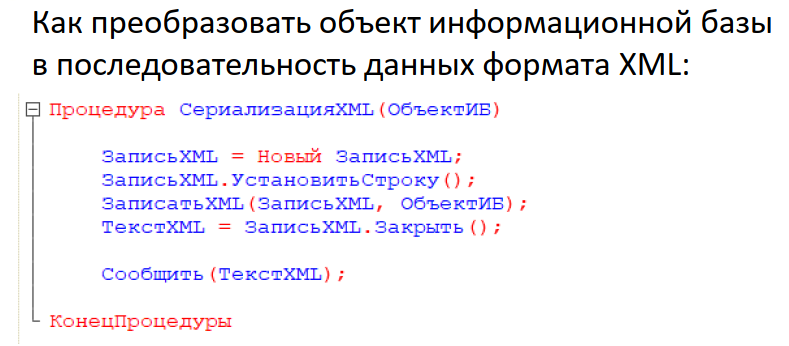 Как преобразовать объект информационной базы
в последовательность данных формата XML:
Процедура СериализацияXML(ОбъектИБ)
ЗаписьXML = Новый ЗаписьXML;
ЗаписьXML.УстановитьСтроку();
ЗаписатьXML(ЗаписьXML, ОбъектИБ);
ТекстXML = ЗаписьXML.Закрыть();
Сообщить(ТекстXML);
КонецПроцедуры